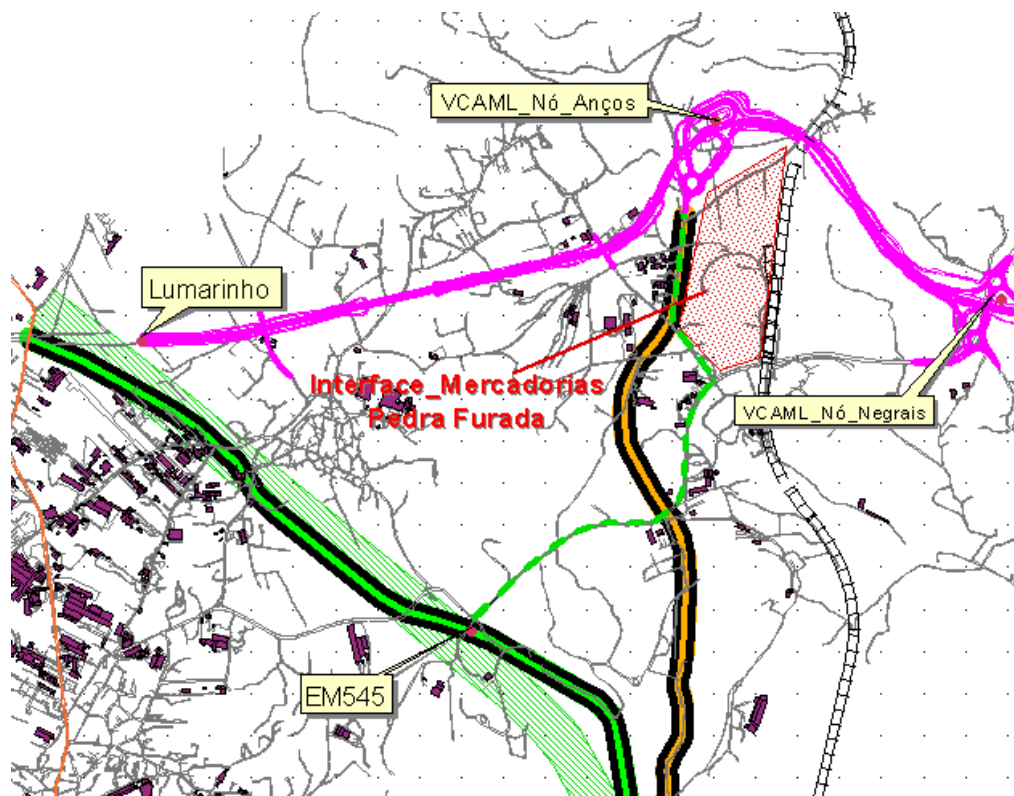 VCAML_Nó_Anços
Lumarinho
Interface_Mercadorias
Pedra Furada
VCAML_Nó_Negrais
EM545